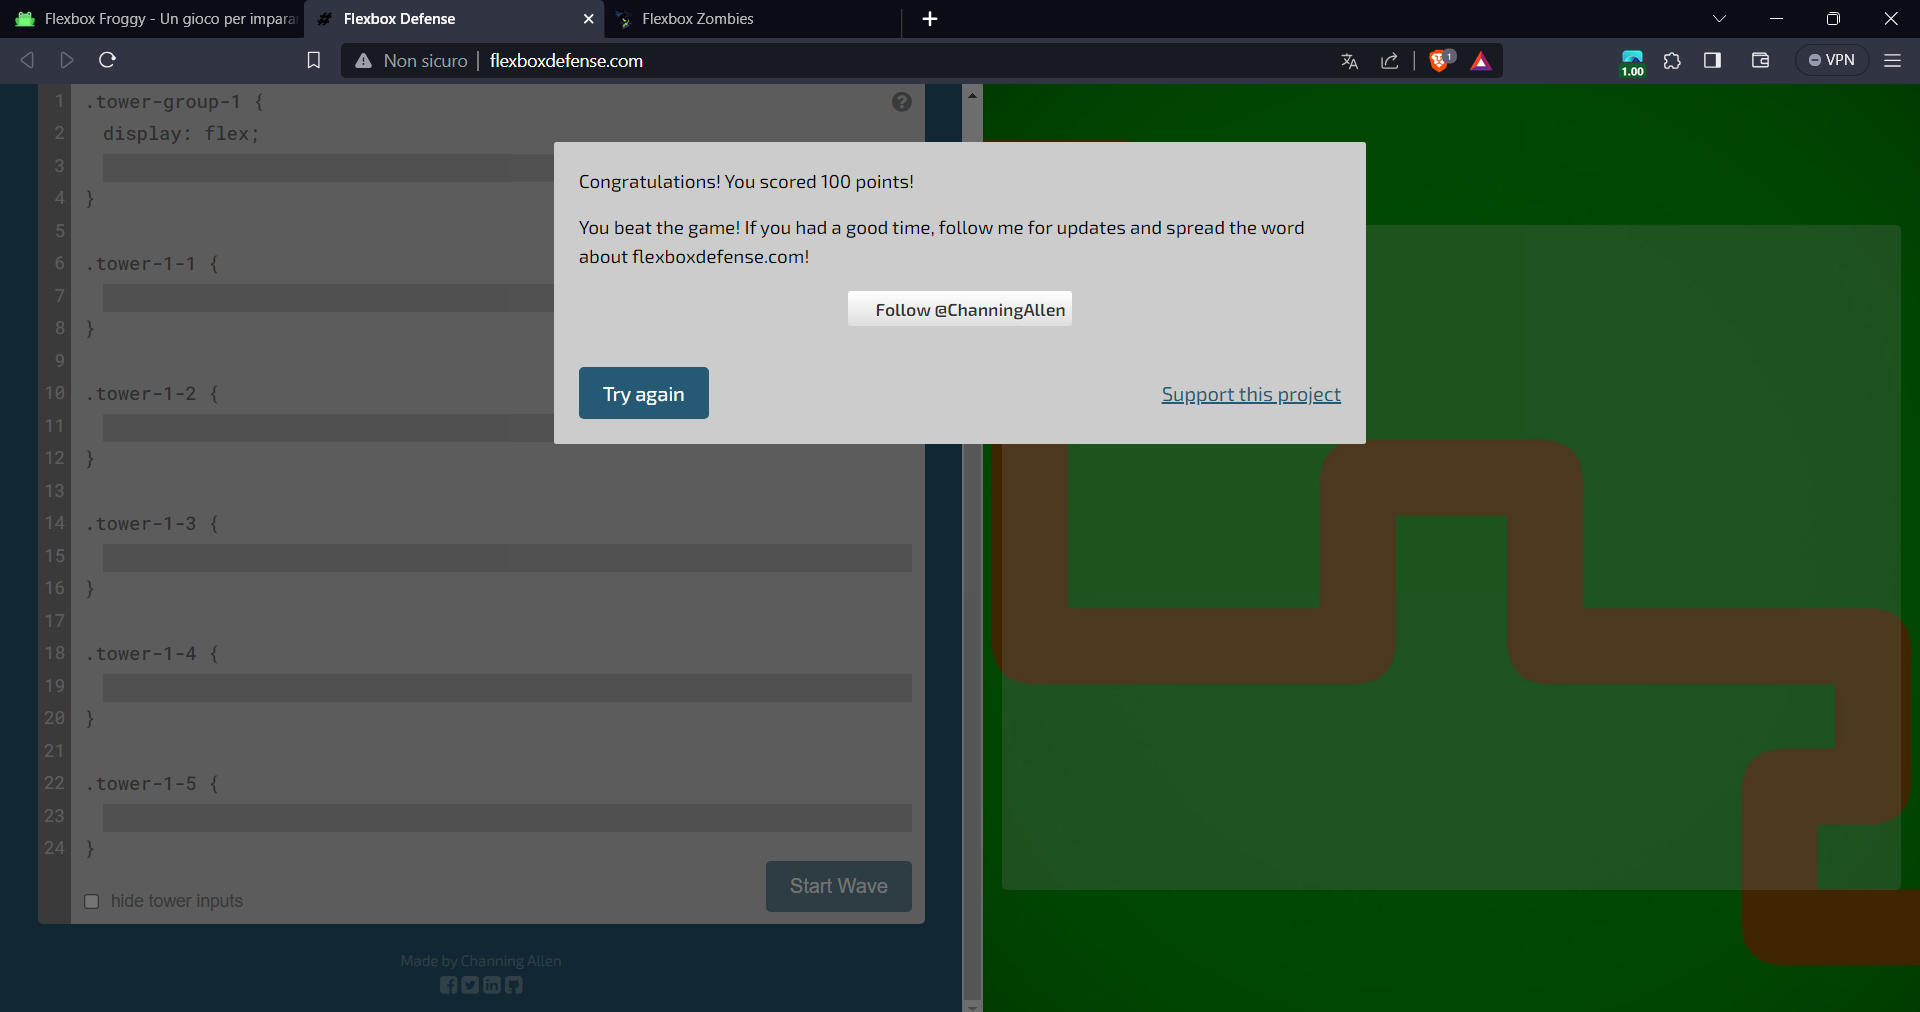 Flexbox Froggy - Un gioco per imparar
Flexbox Defense
Flexbox Zombies
Non sicuro
flexboxdefense.com
1
1.00
VPN
1 .tower-group-1 {
2 display: flex;
3
4 }
5
6 .tower-1-1 {
7
8 }
9
10 .tower-1-2 {
11
12 }
13
14 .tower-1-3 {
15
16 }
17
18 .tower-1-4 {
19
20 }
21
22 .tower-1-5 {
23
24 }
Congratulations! You scored 100 points!
You beat the game! If you had a good time, follow me for updates and spread the word
about flexboxdefense.com!
Follow @ChanningAllen
Try again
Support this project
hide tower inputs
Start Wave
Made by Channing Allen